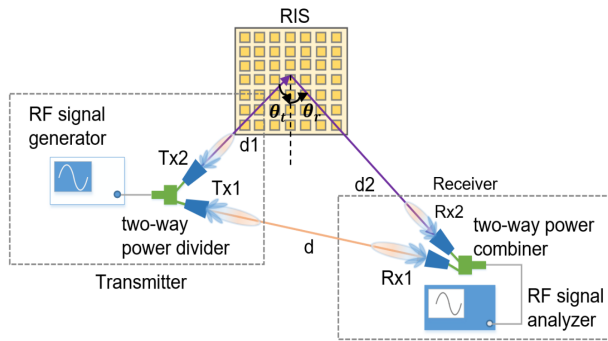 RIS
RF signal
generator
θt
θr
Tx2
d1
Tx1
d2
Receiver
Rx2
two-way
power divider
two-way power
combiner
d
Rx1
Transmitter
RF signal
analyzer